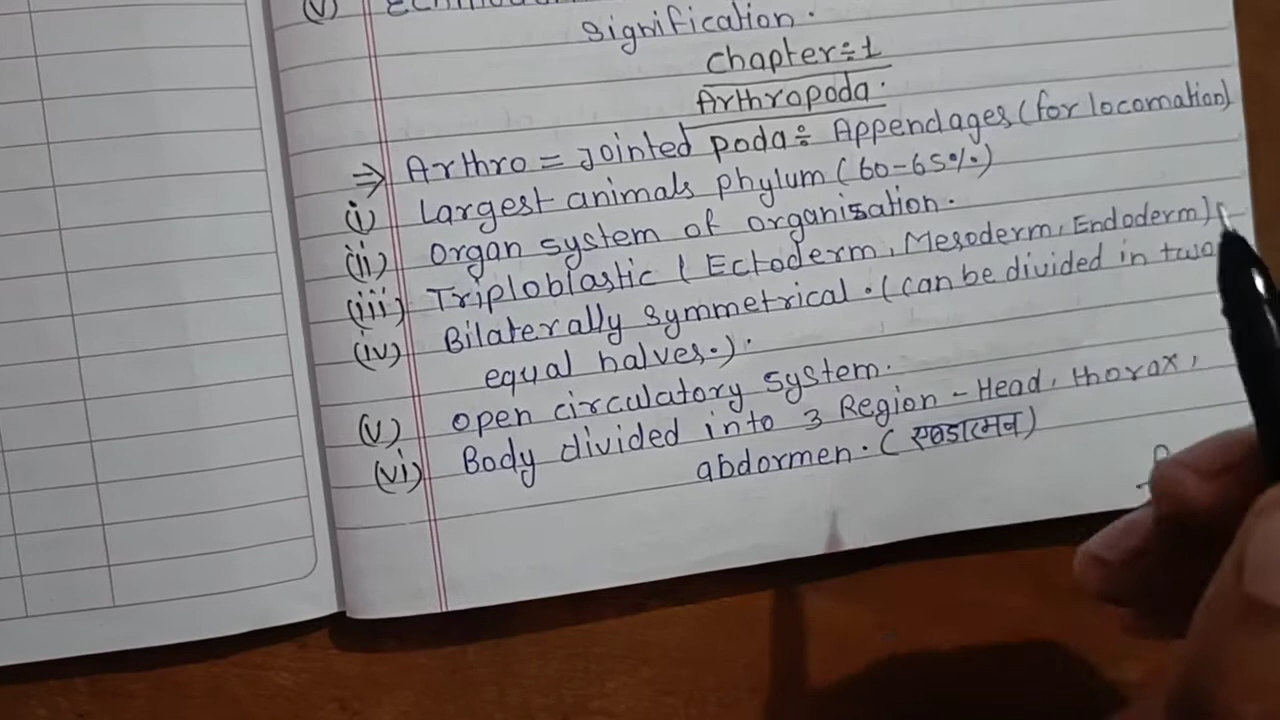 (v)
Signification.
Chapter÷1
Arthropoda.
⇒ Arthro = Jointed poda÷ Appendages (for locomation)
(i) Largest animals phylum (60-65%)
(ii) organ system of organisation.
(iii) Triploblastic ( Ectoderm, Mesoderm, Endoderm)
(iv) Bilaterally symmetrical. (can be divided in two
equal halves.).
(v) open circulatory system.
(vi) Body divided into 3 Region - Head, thorax,
abdormen. (एबडामेन)